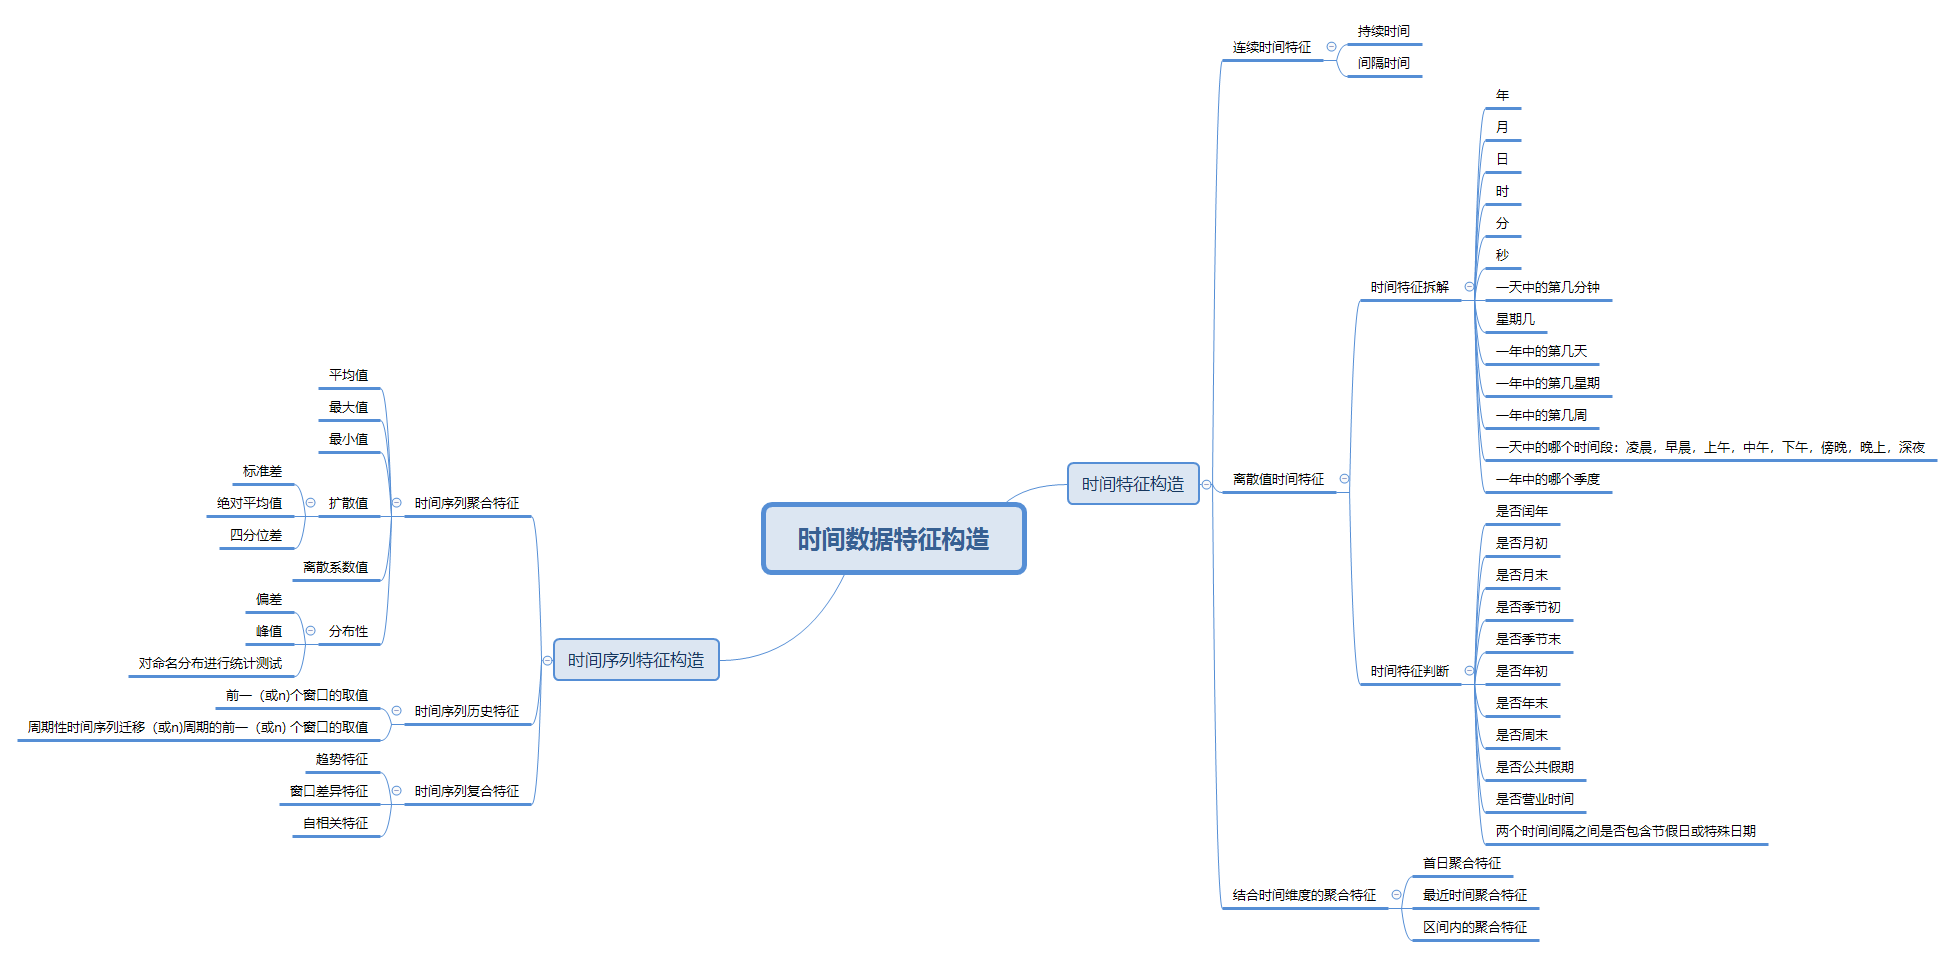 时间数据特征构造
时间特征构造
连续时间特征
持续时间
间隔时间
离散值时间特征
时间特征拆解
年
月
日
时
分
秒
一天中的第几分钟
星期几
一年中的第几天
一年中的第几星期
一年中的第几周
一天中的哪个时间段：凌晨，早晨，上午，中午，下午，傍晚，晚上，深夜
一年中的哪个季度
时间特征判断
是否闰年
是否月初
是否月末
是否季节初
是否季节末
是否年初
是否年末
是否周末
是否公共假期
是否营业时间
两个时间间隔之间是否包含节假日或特殊日期
结合时间维度的聚合特征
首日聚合特征
最近时间聚合特征
区间内的聚合特征
时间序列特征构造
时间序列聚合特征
平均值
最大值
最小值
扩散值
标准差
绝对平均值
四分位差
离散系数值
分布性
偏差
峰值
对命名分布进行统计测试
时间序列历史特征
前一（或n)个窗口的取值
周期性时间序列迁移（或n)周期的前一（或n) 个窗口的取值
时间序列复合特征
趋势特征
窗口差异特征
自相关特征